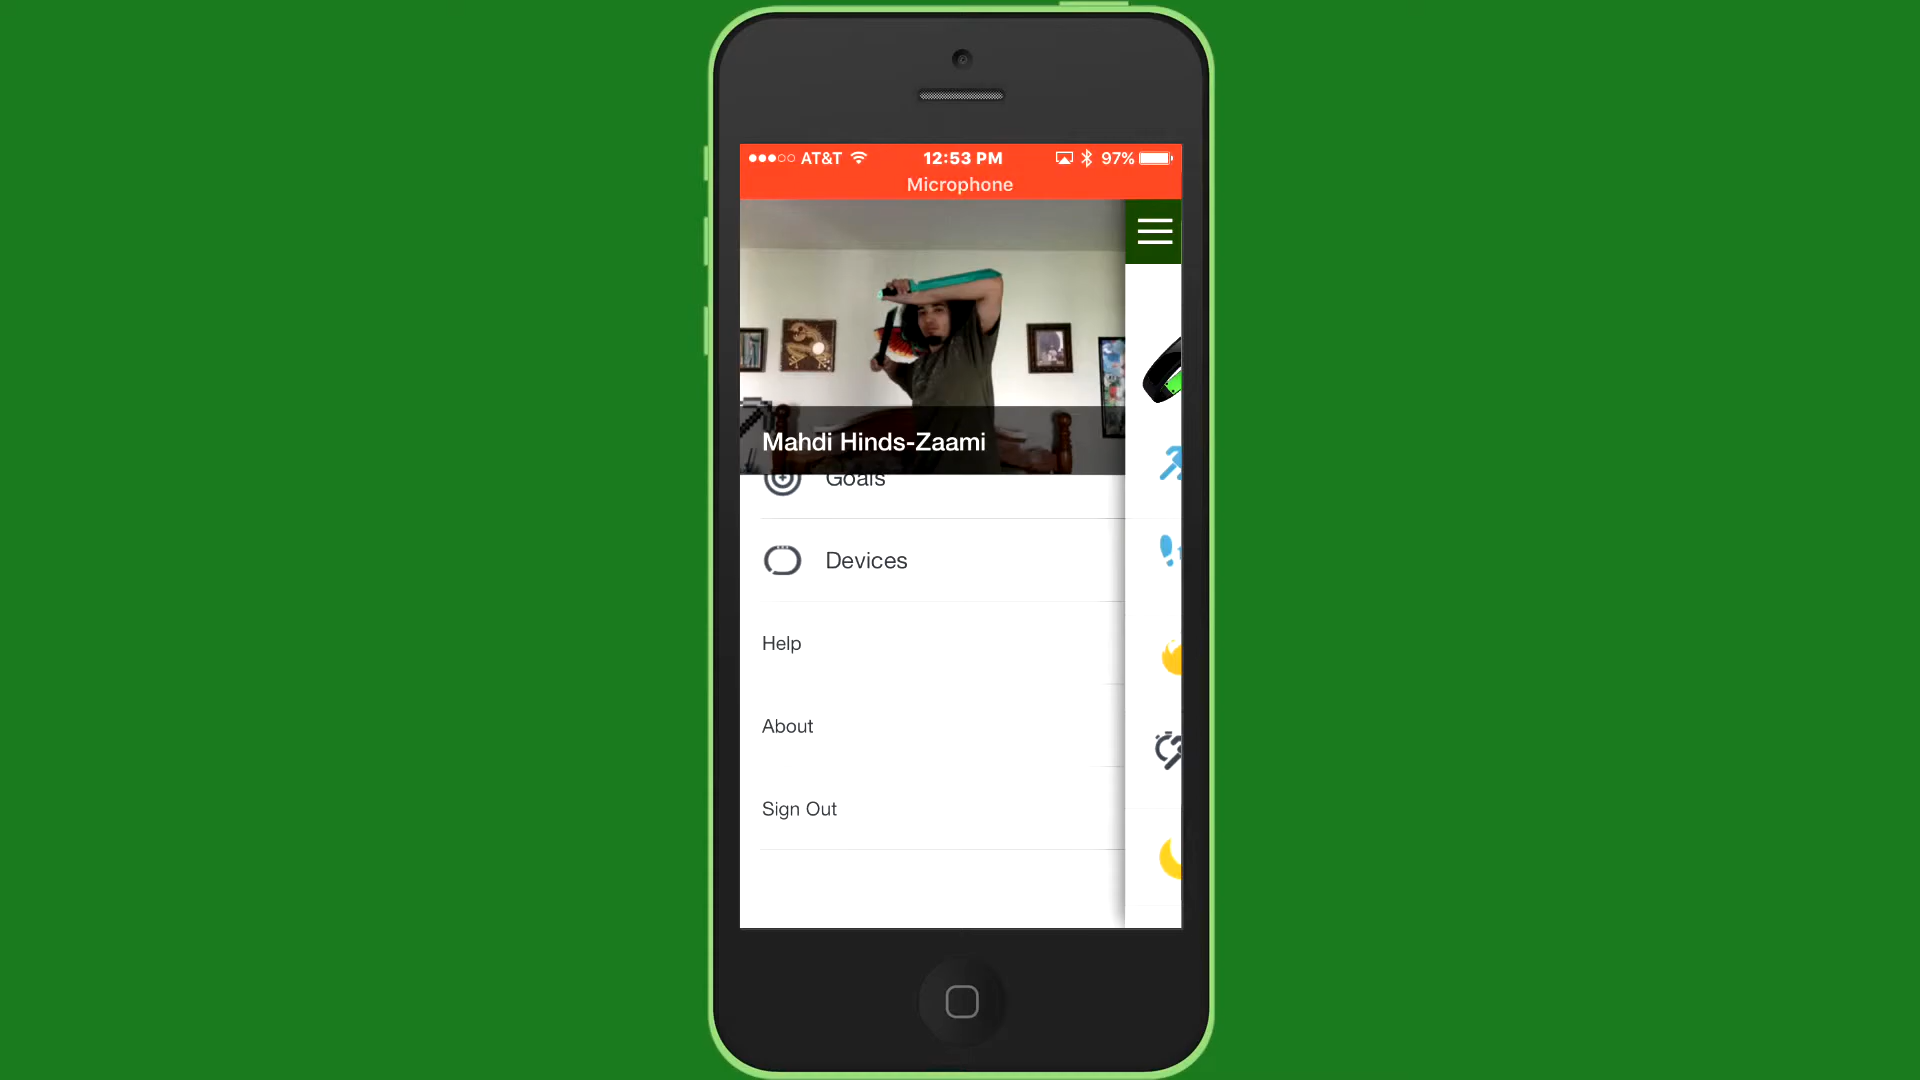 AT&T 12:53 PM 97%
Microphone
Mahdi Hinds-Zaami
Goals
Devices
Help
About
Sign Out